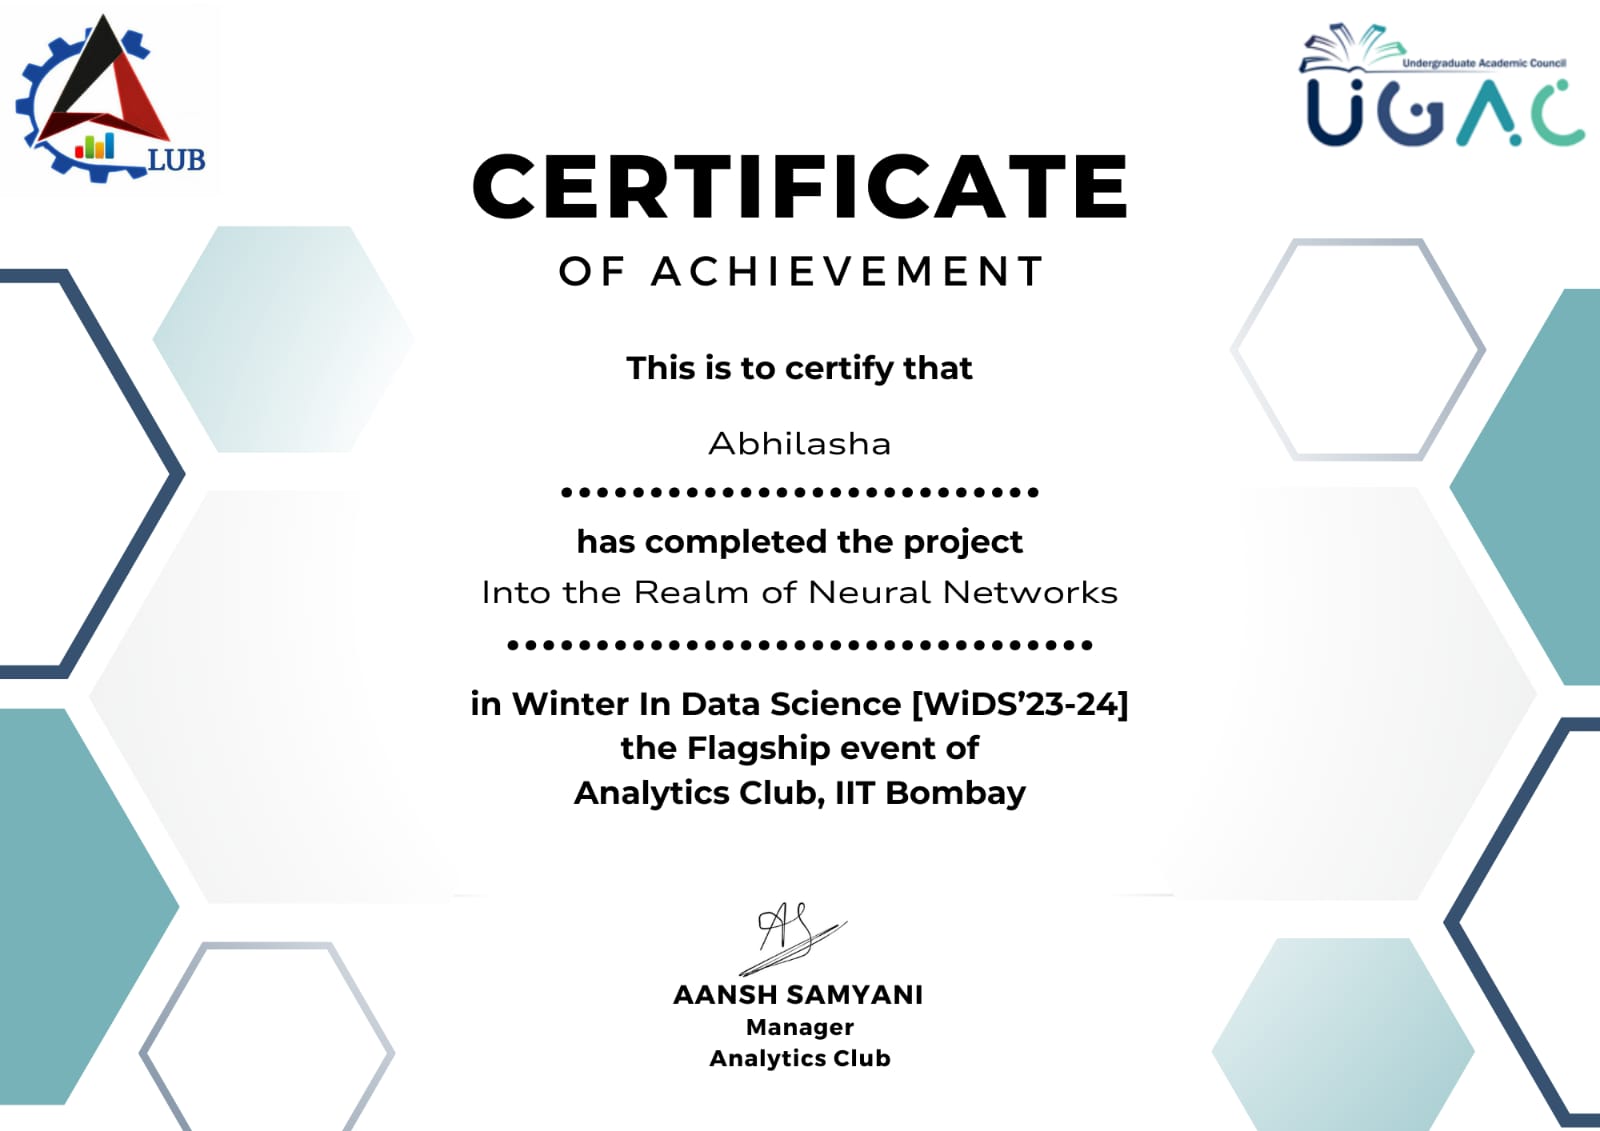 LUB
Undergraduate Academic Council
UGAC
CERTIFICATE
OF ACHIEVEMENT
This is to certify that
Abhilasha
has completed the project
Into the Realm of Neural Networks
in Winter In Data Science [WiDS’23-24]
the Flagship event of
Analytics Club, IIT Bombay
AS
AANSH SAMYANI
Manager
Analytics Club